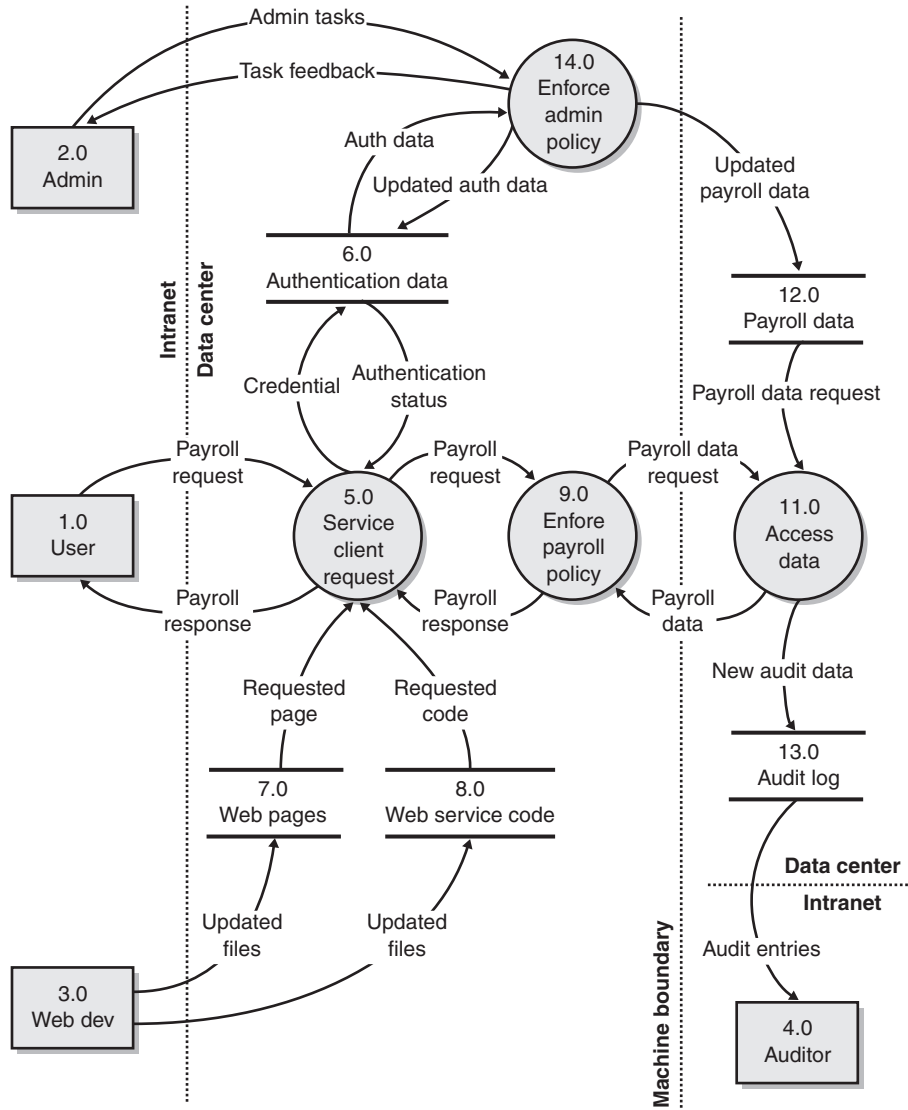 Admin tasks
Task feedback
14.0
Enforce
admin
policy
2.0
Admin
Auth data
Updated auth data
Updated
payroll data
6.0
Authentication data
12.0
Payroll data
Intranet
Data center
Credential
Authentication
status
Payroll data request
Payroll
request
Payroll
request
Payroll data
request
1.0
User
5.0
Service
client
request
9.0
Enfore
payroll
policy
11.0
Access
data
Payroll
response
Payroll
response
Payroll
data
New audit data
Requested
page
Requested
code
7.0
Web pages
8.0
Web service code
13.0
Audit log
Data center
Intranet
Updated
files
Updated
files
Machine boundary
Audit entries
3.0
Web dev
4.0
Auditor